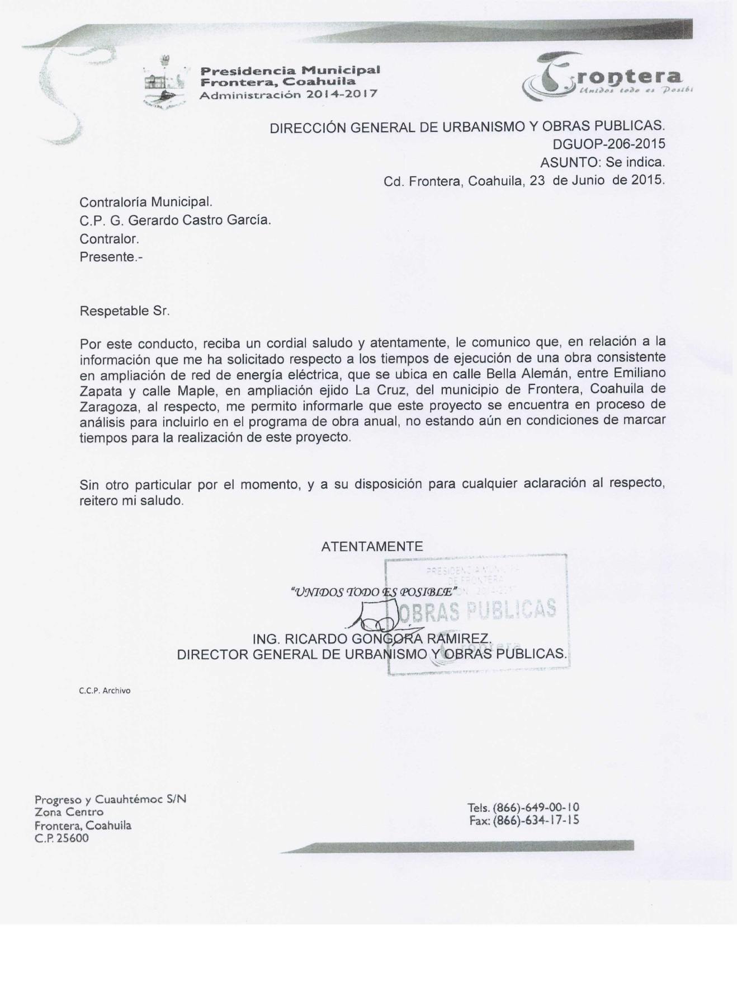 Presidencia Municipal
Frontera, Coahuila
Administración 2014-2017
Frontera
Unidos todo es Posibl
DIRECCIÓN GENERAL DE URBANISMO Y OBRAS PUBLICAS.
DGUOP-206-2015
ASUNTO: Se indica.
Cd. Frontera, Coahuila, 23 de Junio de 2015.
Contraloría Municipal.
C.P. G. Gerardo Castro García.
Contralor.
Presente.-
Respetable Sr.
Por este conducto, reciba un cordial saludo y atentamente, le comunico que, en relación a la
información que me ha solicitado respecto a los tiempos de ejecución de una obra consistente
en ampliación de red de energía eléctrica, que se ubica en calle Bella Alemán, entre Emiliano
Zapata y calle Maple, en ampliación ejido La Cruz, del municipio de Frontera, Coahuila de
Zaragoza, al respecto, me permito informarle que este proyecto se encuentra en proceso de
análisis para incluirlo en el programa de obra anual, no estando aún en condiciones de marcar
tiempos para la realización de este proyecto.
Sin otro particular por el momento, y a su disposición para cualquier aclaración al respecto,
reitero mi saludo.
ATENTAMENTE
PRESIDENCIA MUNICIPAL
DE FRONTERA
2014-2017
"UNIDOS TODO ES POSIBLE"
OBRAS PUBLICAS
Frontera
ING. RICARDO GONGORA RAMIREZ.
DIRECTOR GENERAL DE URBANISMO Y OBRAS PUBLICAS.
C.C.P. Archivo
Progreso y Cuauhtémoc S/N
Zona Centro
Frontera, Coahuila
C.P. 25600
Tels. (866)-649-00-10
Fax: (866)-634-17-15